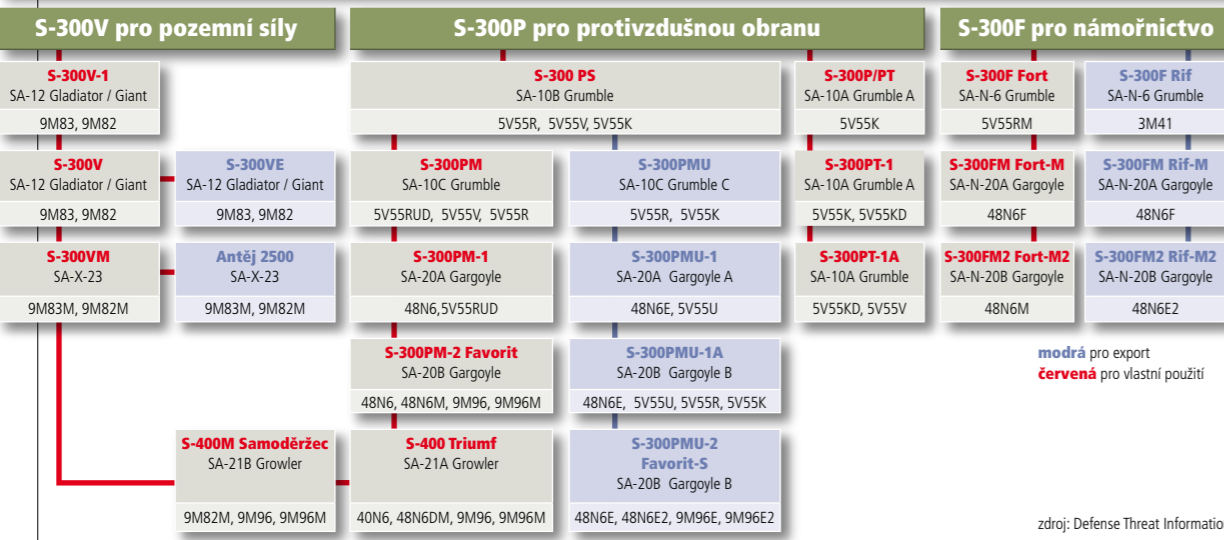 S-300V pro pozemní síly
S-300P pro protivzdušnou obranu
S-300F pro námořnictvo
S-300V-1
SA-12 Gladiator / Giant
9M83, 9M82
S-300 PS
SA-10B Grumble
5V55R, 5V55V, 5V55K
S-300P/PT
SA-10A Grumble A
5V55K
S-300F Fort
SA-N-6 Grumble
5V55RM
S-300F Rif
SA-N-6 Grumble
3M41
S-300V
SA-12 Gladiator / Giant
9M83, 9M82
S-300VE
SA-12 Gladiator / Giant
9M83, 9M82
S-300PM
SA-10C Grumble
5V55RUD, 5V55V, 5V55R
S-300PMU
SA-10C Grumble C
5V55R, 5V55K
S-300PT-1
SA-10A Grumble A
5V55K, 5V55KD
S-300FM Fort-M
SA-N-20A Gargoyle
48N6F
S-300FM Rif-M
SA-N-20A Gargoyle
48N6F
S-300VM
SA-X-23
9M83M, 9M82M
Antěj 2500
SA-X-23
9M83M, 9M82M
S-300PM-1
SA-20A Gargoyle
48N6,5V55RUD
S-300PMU-1
SA-20A Gargoyle A
48N6E, 5V55U
S-300PT-1A
SA-10A Grumble
5V55KD, 5V55V
S-300FM2 Fort-M2
SA-N-20B Gargoyle
48N6M
S-300FM2 Rif-M2
SA-N-20B Gargoyle
48N6E2
S-300PM-2 Favorit
SA-20B Gargoyle
48N6, 48N6M, 9M96, 9M96M
S-300PMU-1A
SA-20B Gargoyle B
48N6E, 5V55U, 5V55R, 5V55K
modrá pro export
červená pro vlastní použití
S-400M Samoděržec
SA-21B Growler
9M82M, 9M96, 9M96M
S-400 Triumf
SA-21A Growler
40N6, 48N6DM, 9M96, 9M96M
S-300PMU-2
Favorit-S
SA-20B Gargoyle B
48N6E, 48N6E2, 9M96E, 9M96E2
zdroj: Defense Threat Informatio